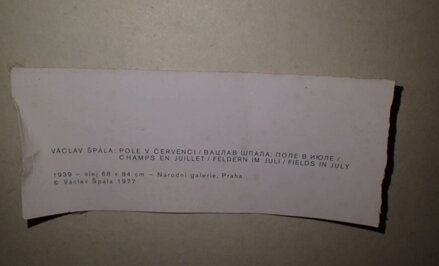 VÁCLAV ŠPÁLA: POLE V ČERVENCI / ВАЦЛАВ ШПАЛА: ПОЛЕ В ИЮЛЕ /
CHAMPS EN JUILLET / FELDERN IM JULI / FIELDS IN JULY
1939 – olej 68 x 84 cm – Národní galerie, Praha
© Václav Špála 1977